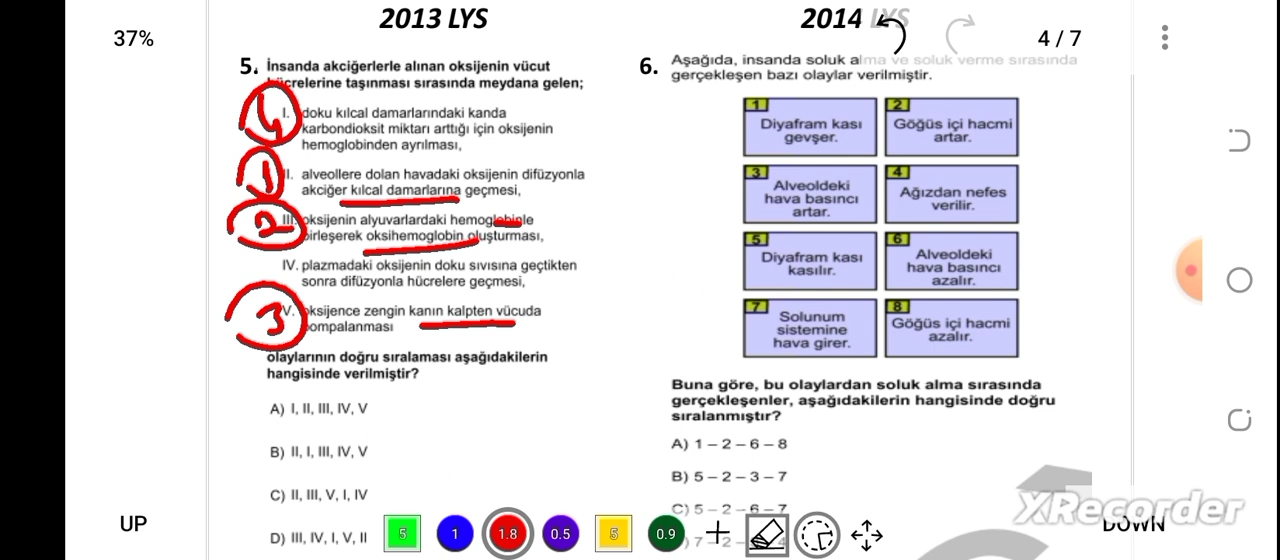 2013 LYS
2014 LYS
37%
4 / 7
5. İnsanda akciğerlerle alınan oksijenin vücut
hücrelerine taşınması sırasında meydana gelen;
I. doku kılcal damarlarındaki kanda
karbondioksit miktarı arttığı için oksijenin
hemoglobinden ayrılması,
II. alveollere dolan havadaki oksijenin difüzyonla
akciğer kılcal damarlarına geçmesi,
III. oksijenin alyuvarlardaki hemoglobinle
birleşerek oksihemoglobin oluşturması,
IV. plazmadaki oksijenin doku sıvısına geçtikten
sonra difüzyonla hücrelere geçmesi,
V. oksijence zengin kanın kalpten vücuda
pompalanması
4
1
2
3
olaylarının doğru sıralaması aşağıdakilerin
hangisinde verilmiştir?
A) I, II, III, IV, V
B) II, I, III, IV, V
C) II, III, V, I, IV
D) III, IV, I, V, II
6. Aşağıda, insanda soluk alma ve soluk verme sırasında
gerçekleşen bazı olaylar verilmiştir.
1
Diyafram kası
gevşer.
2
Göğüs içi hacmi
artar.
3
Alveoldeki
hava basıncı
artar.
4
Ağızdan nefes
verilir.
5
Diyafram kası
kasılır.
6
Alveoldeki
hava basıncı
azalır.
7
Solunum
sistemine
hava girer.
8
Göğüs içi hacmi
azalır.
Buna göre, bu olaylardan soluk alma sırasında
gerçekleşenler, aşağıdakilerin hangisinde doğru
sıralanmıştır?
A) 1 – 2 – 6 – 8
B) 5 – 2 – 3 – 7
C) 5 – 2 – 6 – 7
7 – 2
UP
5 1 1.8 0.5 5 0.9
DOWN
XRecorder